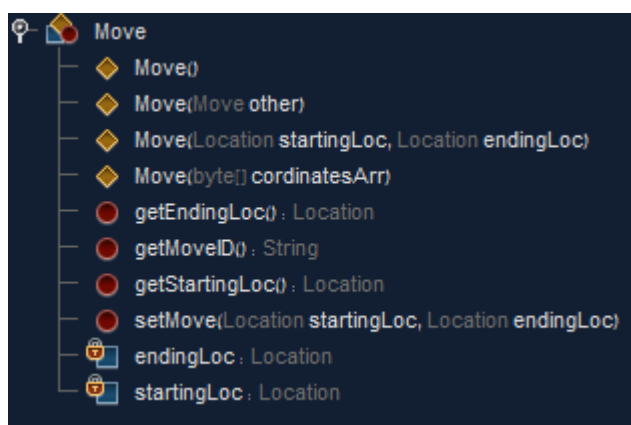 Move
Move()
Move(Move other)
Move(Location startingLoc, Location endingLoc)
Move(byte[] cordinatesArr)
getEndingLoc() : Location
getMoveID() : String
getStartingLoc() : Location
setMove(Location startingLoc, Location endingLoc)
endingLoc : Location
startingLoc : Location